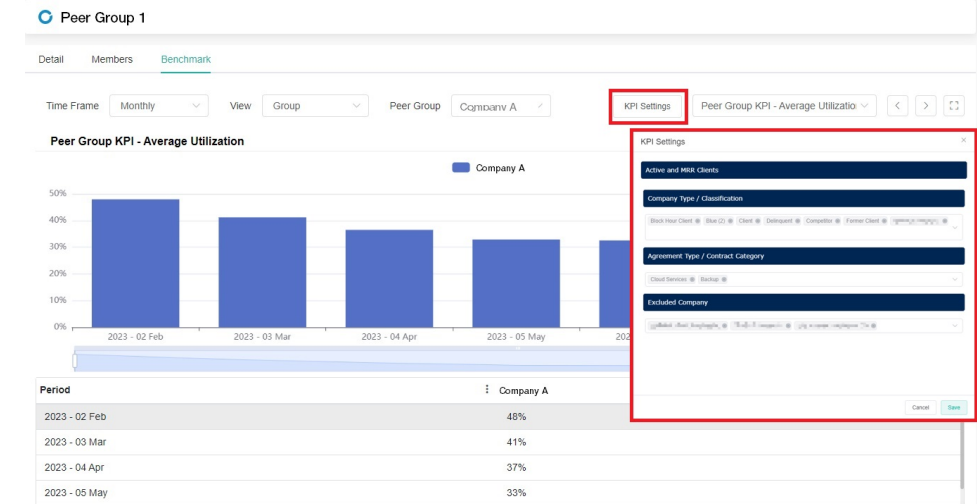 Peer Group 1
Detail Members Benchmark
Time Frame Monthly View Group Peer Group Company A KPI Settings Peer Group KPI - Average Utilizatio
Peer Group KPI - Average Utilization
Company A
50%
40%
30%
20%
10%
0%
2023 - 02 Feb 2023 - 03 Mar 2023 - 04 Apr 2023 - 05 May 202
Period Company A
2023 - 02 Feb 48%
2023 - 03 Mar 41%
2023 - 04 Apr 37%
2023 - 05 May 33%
KPI Settings
Active and MRR Clients
Company Type / Classification
Block Hour Client Blue (2) Client Delinquent Competitor Former Client
Agreement Type / Contract Category
Cloud Services Backup
Excluded Company
Cancel Save